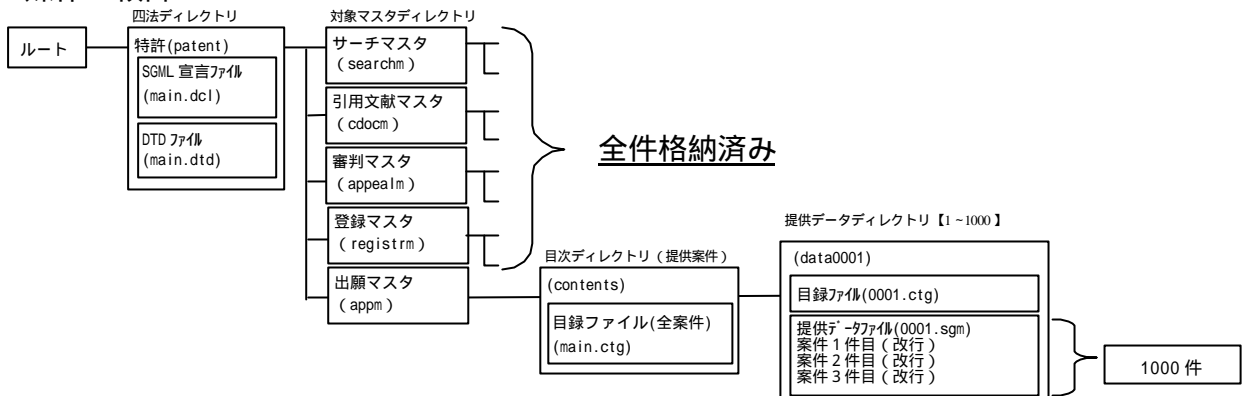 四法ディレクトリ
対象マスタディレクトリ
ルート
特許(patent)
SGML 宣言ファイル
(main.dcl)
DTD ファイル
(main.dtd)
サーチマスタ
(searchm)
引用文献マスタ
(cdocm)
審判マスタ
(appealm)
登録マスタ
(registrm)
出願マスタ
(appm)
全件格納済み
目次ディレクトリ(提供案件)
(contents)
目録ファイル(全案件)
(main.ctg)
提供データディレクトリ【1~1000】
(data0001)
目録ファイル(0001.ctg)
提供データファイル(0001.sgm)
案件1件目(改行)
案件2件目(改行)
案件3件目(改行)
1000 件